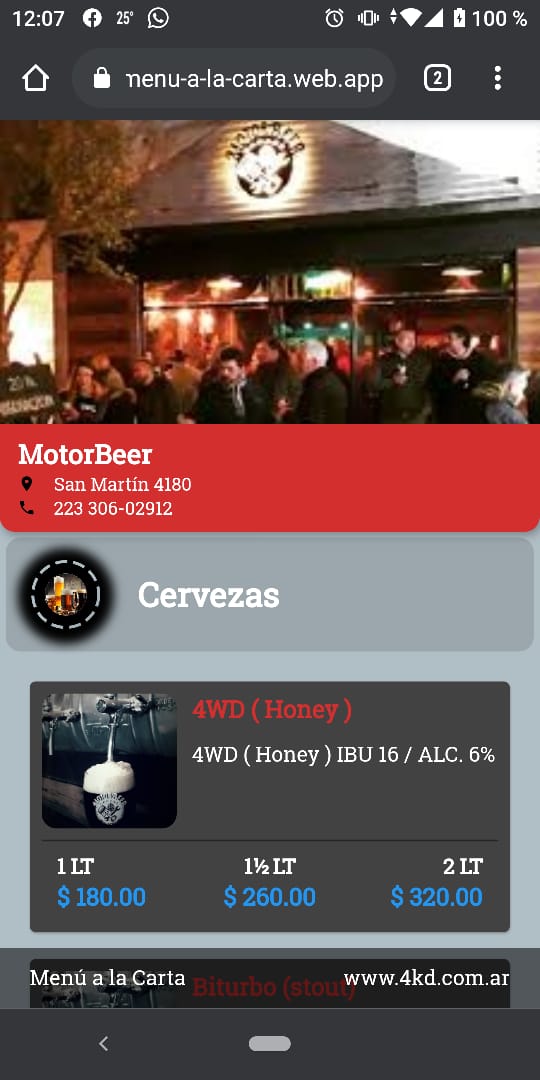 12:07 25° 100 %
menu-a-la-carta.web.app 2
MotorBeer
San Martín 4180
223 306-02912
Cervezas
4WD ( Honey )
4WD ( Honey ) IBU 16 / ALC. 6%
1 LT 1½ LT 2 LT
$ 180.00 $ 260.00 $ 320.00
Biturbo (stout)
Menú a la Carta www.4kd.com.ar